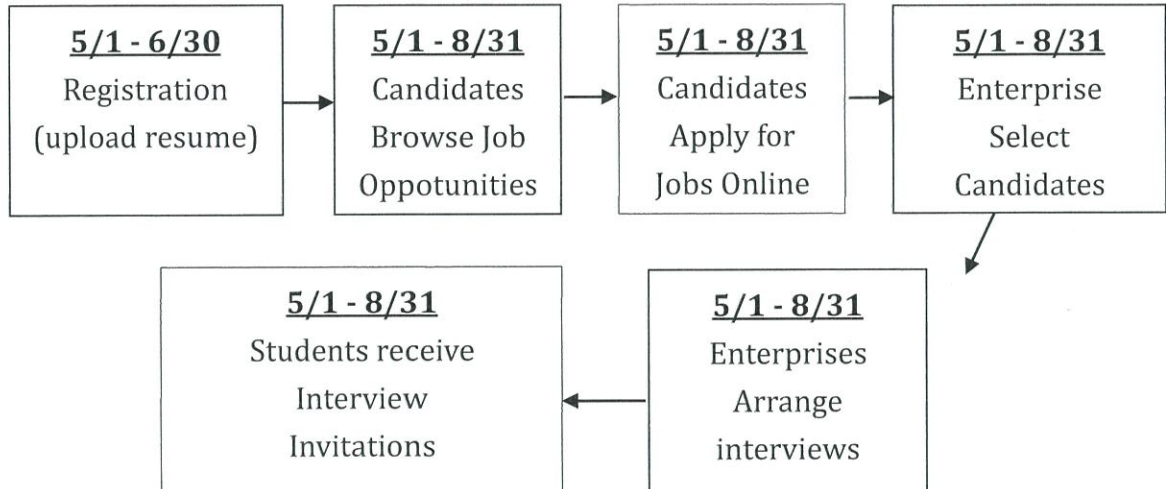 5/1 - 6/30
Registration
(upload resume)
5/1 - 8/31
Candidates
Browse Job
Oppotunities
5/1 - 8/31
Candidates
Apply for
Jobs Online
5/1 - 8/31
Enterprise
Select
Candidates
5/1 - 8/31
Enterprises
Arrange
interviews
5/1 - 8/31
Students receive
Interview
Invitations